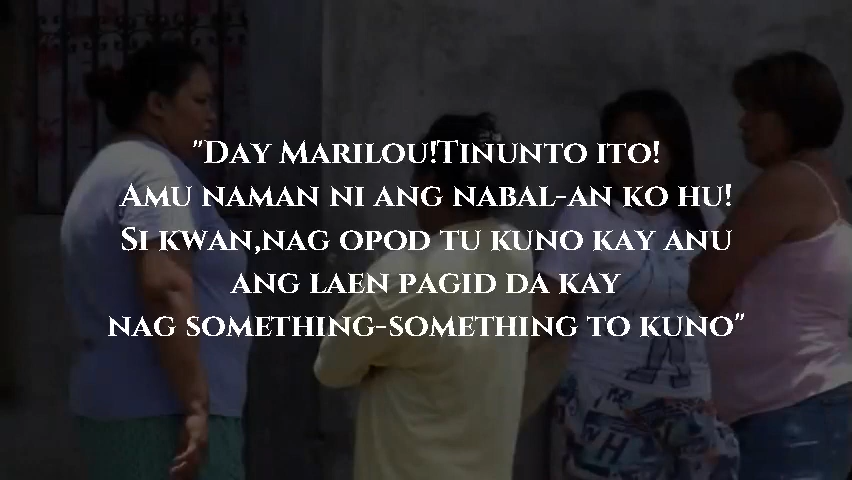 "Day Marilou!Tinunto ito!
Amu naman ni ang nabal-an ko hu!
Si kwan,nag opod tu kuno kay anu
ang laen pagid da kay
nag something-something to kuno"